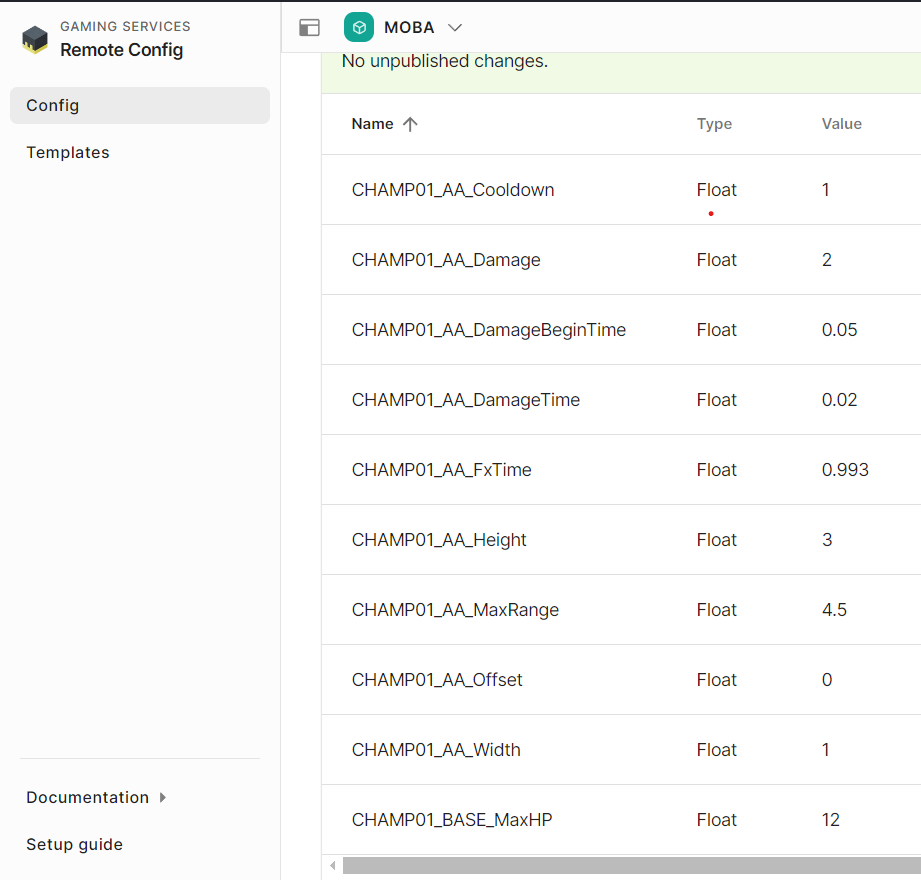 GAMING SERVICES
Remote Config
Config
Templates
Documentation
Setup guide
MOBA
No unpublished changes.
Name Type Value
CHAMP01_AA_Cooldown Float 1
CHAMP01_AA_Damage Float 2
CHAMP01_AA_DamageBeginTime Float 0.05
CHAMP01_AA_DamageTime Float 0.02
CHAMP01_AA_FxTime Float 0.993
CHAMP01_AA_Height Float 3
CHAMP01_AA_MaxRange Float 4.5
CHAMP01_AA_Offset Float 0
CHAMP01_AA_Width Float 1
CHAMP01_BASE_MaxHP Float 12